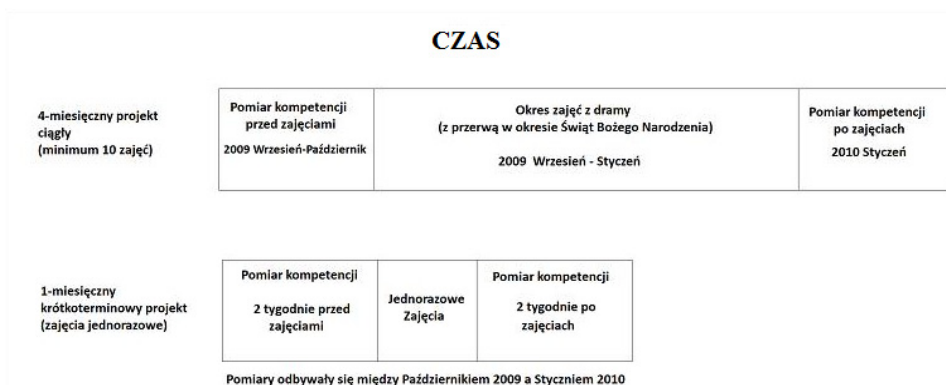 CZAS
4-miesięczny projekt
ciągły
(minimum 10 zajęć)
Pomiar kompetencji
przed zajęciami
2009 Wrzesień-Październik
Okres zajęć z dramy
(z przerwą w okresie Świąt Bożego Narodzenia)
2009 Wrzesień - Styczeń
Pomiar kompetencji
po zajęciach
2010 Styczeń
1-miesięczny
krótkoterminowy projekt
(zajęcia jednorazowe)
Pomiar kompetencji
2 tygodnie przed
zajęciami
Jednorazowe
Zajęcia
Pomiar kompetencji
2 tygodnie po
zajęciach
Pomiary odbywały się między Październikiem 2009 a Styczniem 2010